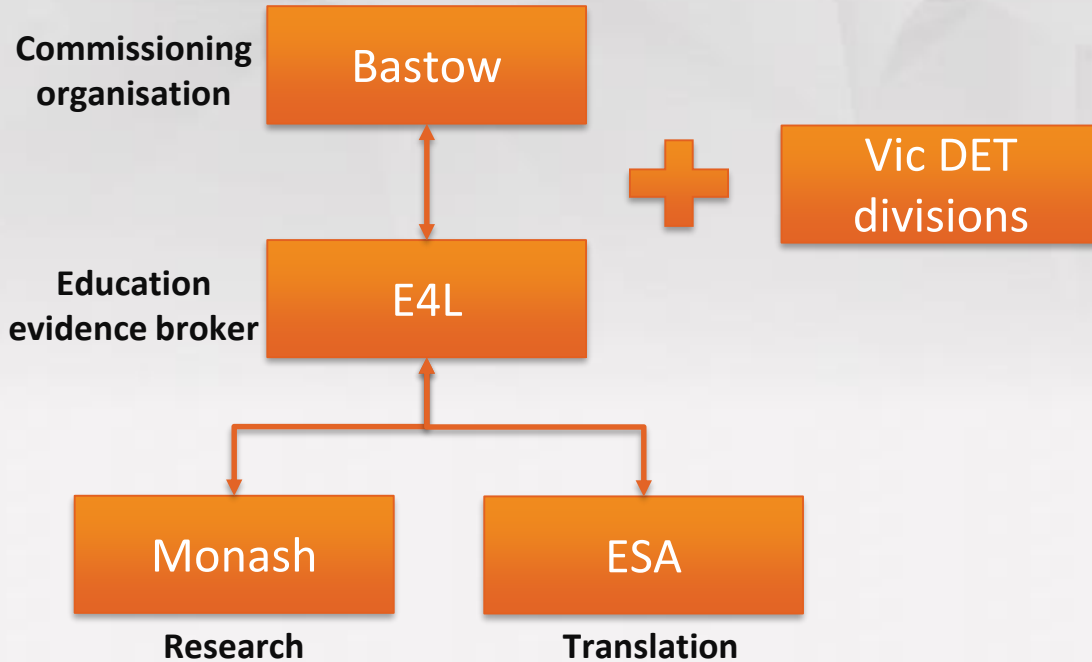 Commissioning
organisation
Bastow
Vic DET
divisions
Education
evidence broker
E4L
Monash
ESA
Research
Translation